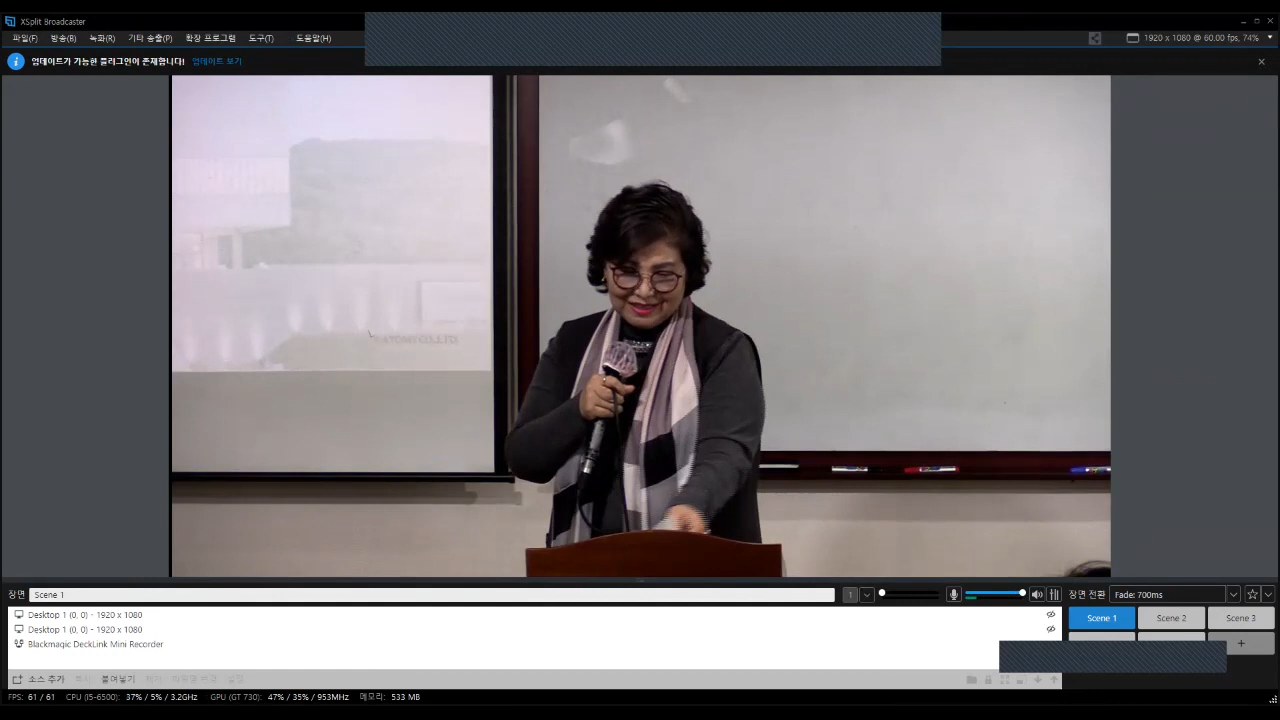 XSplit Broadcaster
파일(F) 방송(B) 녹화(R) 기타 송출(P) 확장 프로그램 도구(T) 도움말(H) 1920 x 1080 @ 60.00 fps, 74%
업데이트가 가능한 플러그인이 존재합니다! 업데이트 보기
장면 Scene 1 1 장면 전환 Fade: 700ms
Desktop 1 (0, 0) - 1920 x 1080
Desktop 1 (0, 0) - 1920 x 1080
Blackmagic DeckLink Mini Recorder
Scene 1 Scene 2 Scene 3
소스 추가 붙여넣기
FPS: 61 / 61 CPU (I5-6500): 37% / 5% / 3.2GHz GPU (GT 730): 47% / 35% / 953MHz 메모리: 533 MB